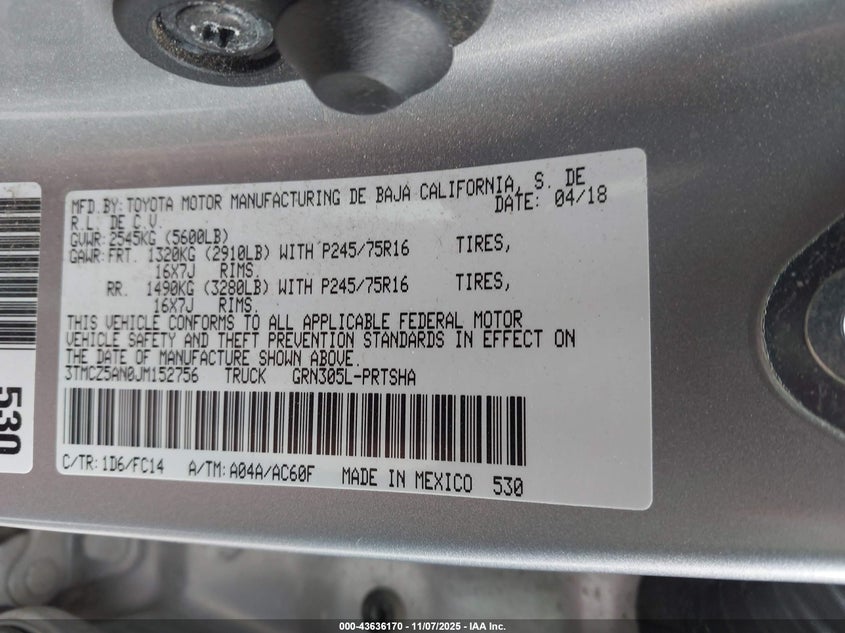 MFD.BY: TOYOTA MOTOR MANUFACTURING DE BAJA CALIFORNIA, S. DE
R.L. DE C.V. DATE: 04/18
GVWR: 2545KG (5600LB)
GAWR: FRT. 1320KG (2910LB) WITH P245/75R16 TIRES,
16X7J RIMS.
RR. 1490KG (3280LB) WITH P245/75R16 TIRES,
16X7J RIMS.
THIS VEHICLE CONFORMS TO ALL APPLICABLE FEDERAL MOTOR
VEHICLE SAFETY AND THEFT PREVENTION STANDARDS IN EFFECT ON
THE DATE OF MANUFACTURE SHOWN ABOVE.
3TMCZ5AN0JM152756 TRUCK GRN305L-PRTSHA
C/TR: 1D6/FC14 A/TM: A04A/AC60F MADE IN MEXICO 530
530
000-43636170 | 11/07/2025 - IAA Inc.